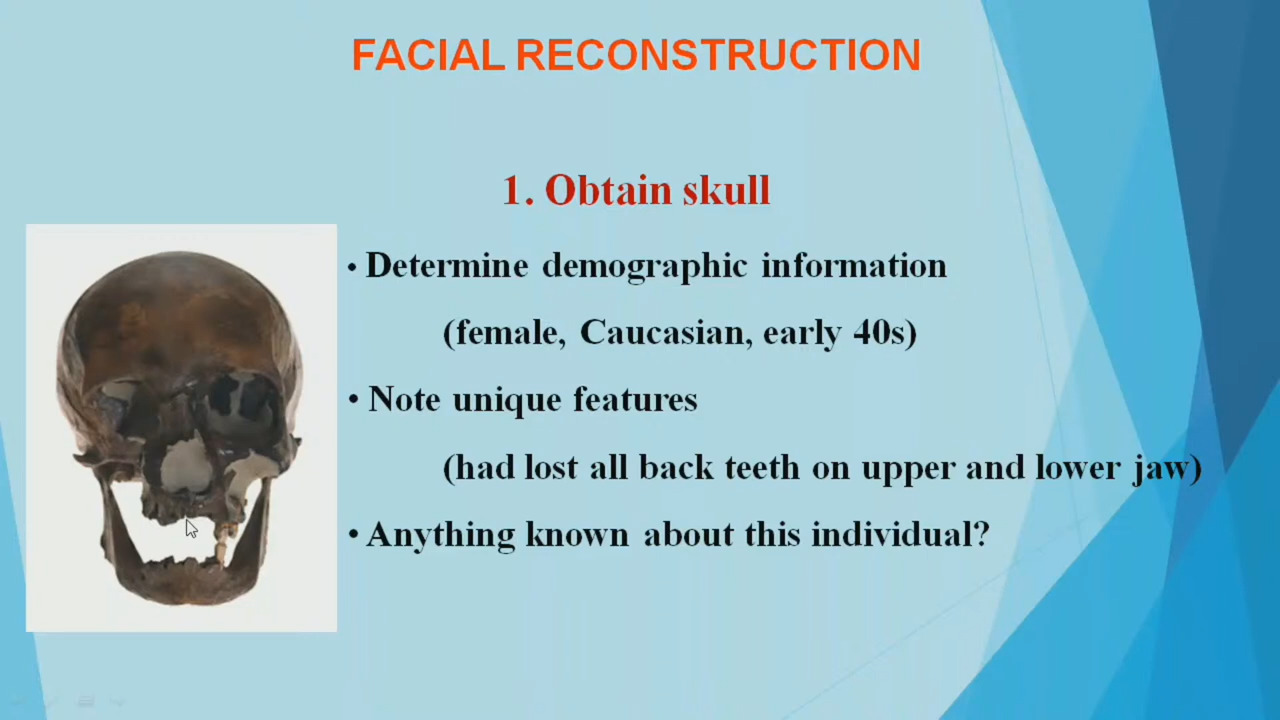 FACIAL RECONSTRUCTION
1. Obtain skull
• Determine demographic information
(female, Caucasian, early 40s)
• Note unique features
(had lost all back teeth on upper and lower jaw)
• Anything known about this individual?